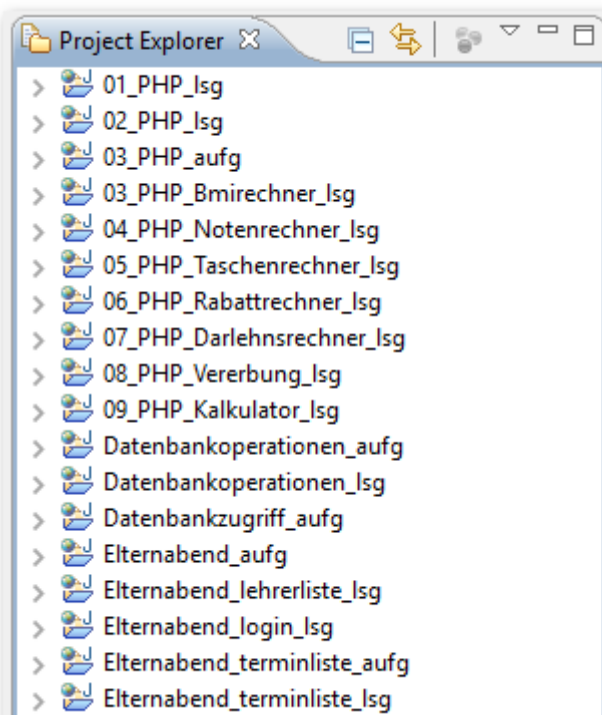 Project Explorer
01_PHP_lsg
02_PHP_lsg
03_PHP_aufg
03_PHP_Bmirechner_lsg
04_PHP_Notenrechner_lsg
05_PHP_Taschenrechner_lsg
06_PHP_Rabattrechner_lsg
07_PHP_Darlehnsrechner_lsg
08_PHP_Vererbung_lsg
09_PHP_Kalkulator_lsg
Datenbankoperationen_aufg
Datenbankoperationen_lsg
Datenbankzugriff_aufg
Elternabend_aufg
Elternabend_lehrerliste_lsg
Elternabend_login_lsg
Elternabend_terminliste_aufg
Elternabend_terminliste_lsg